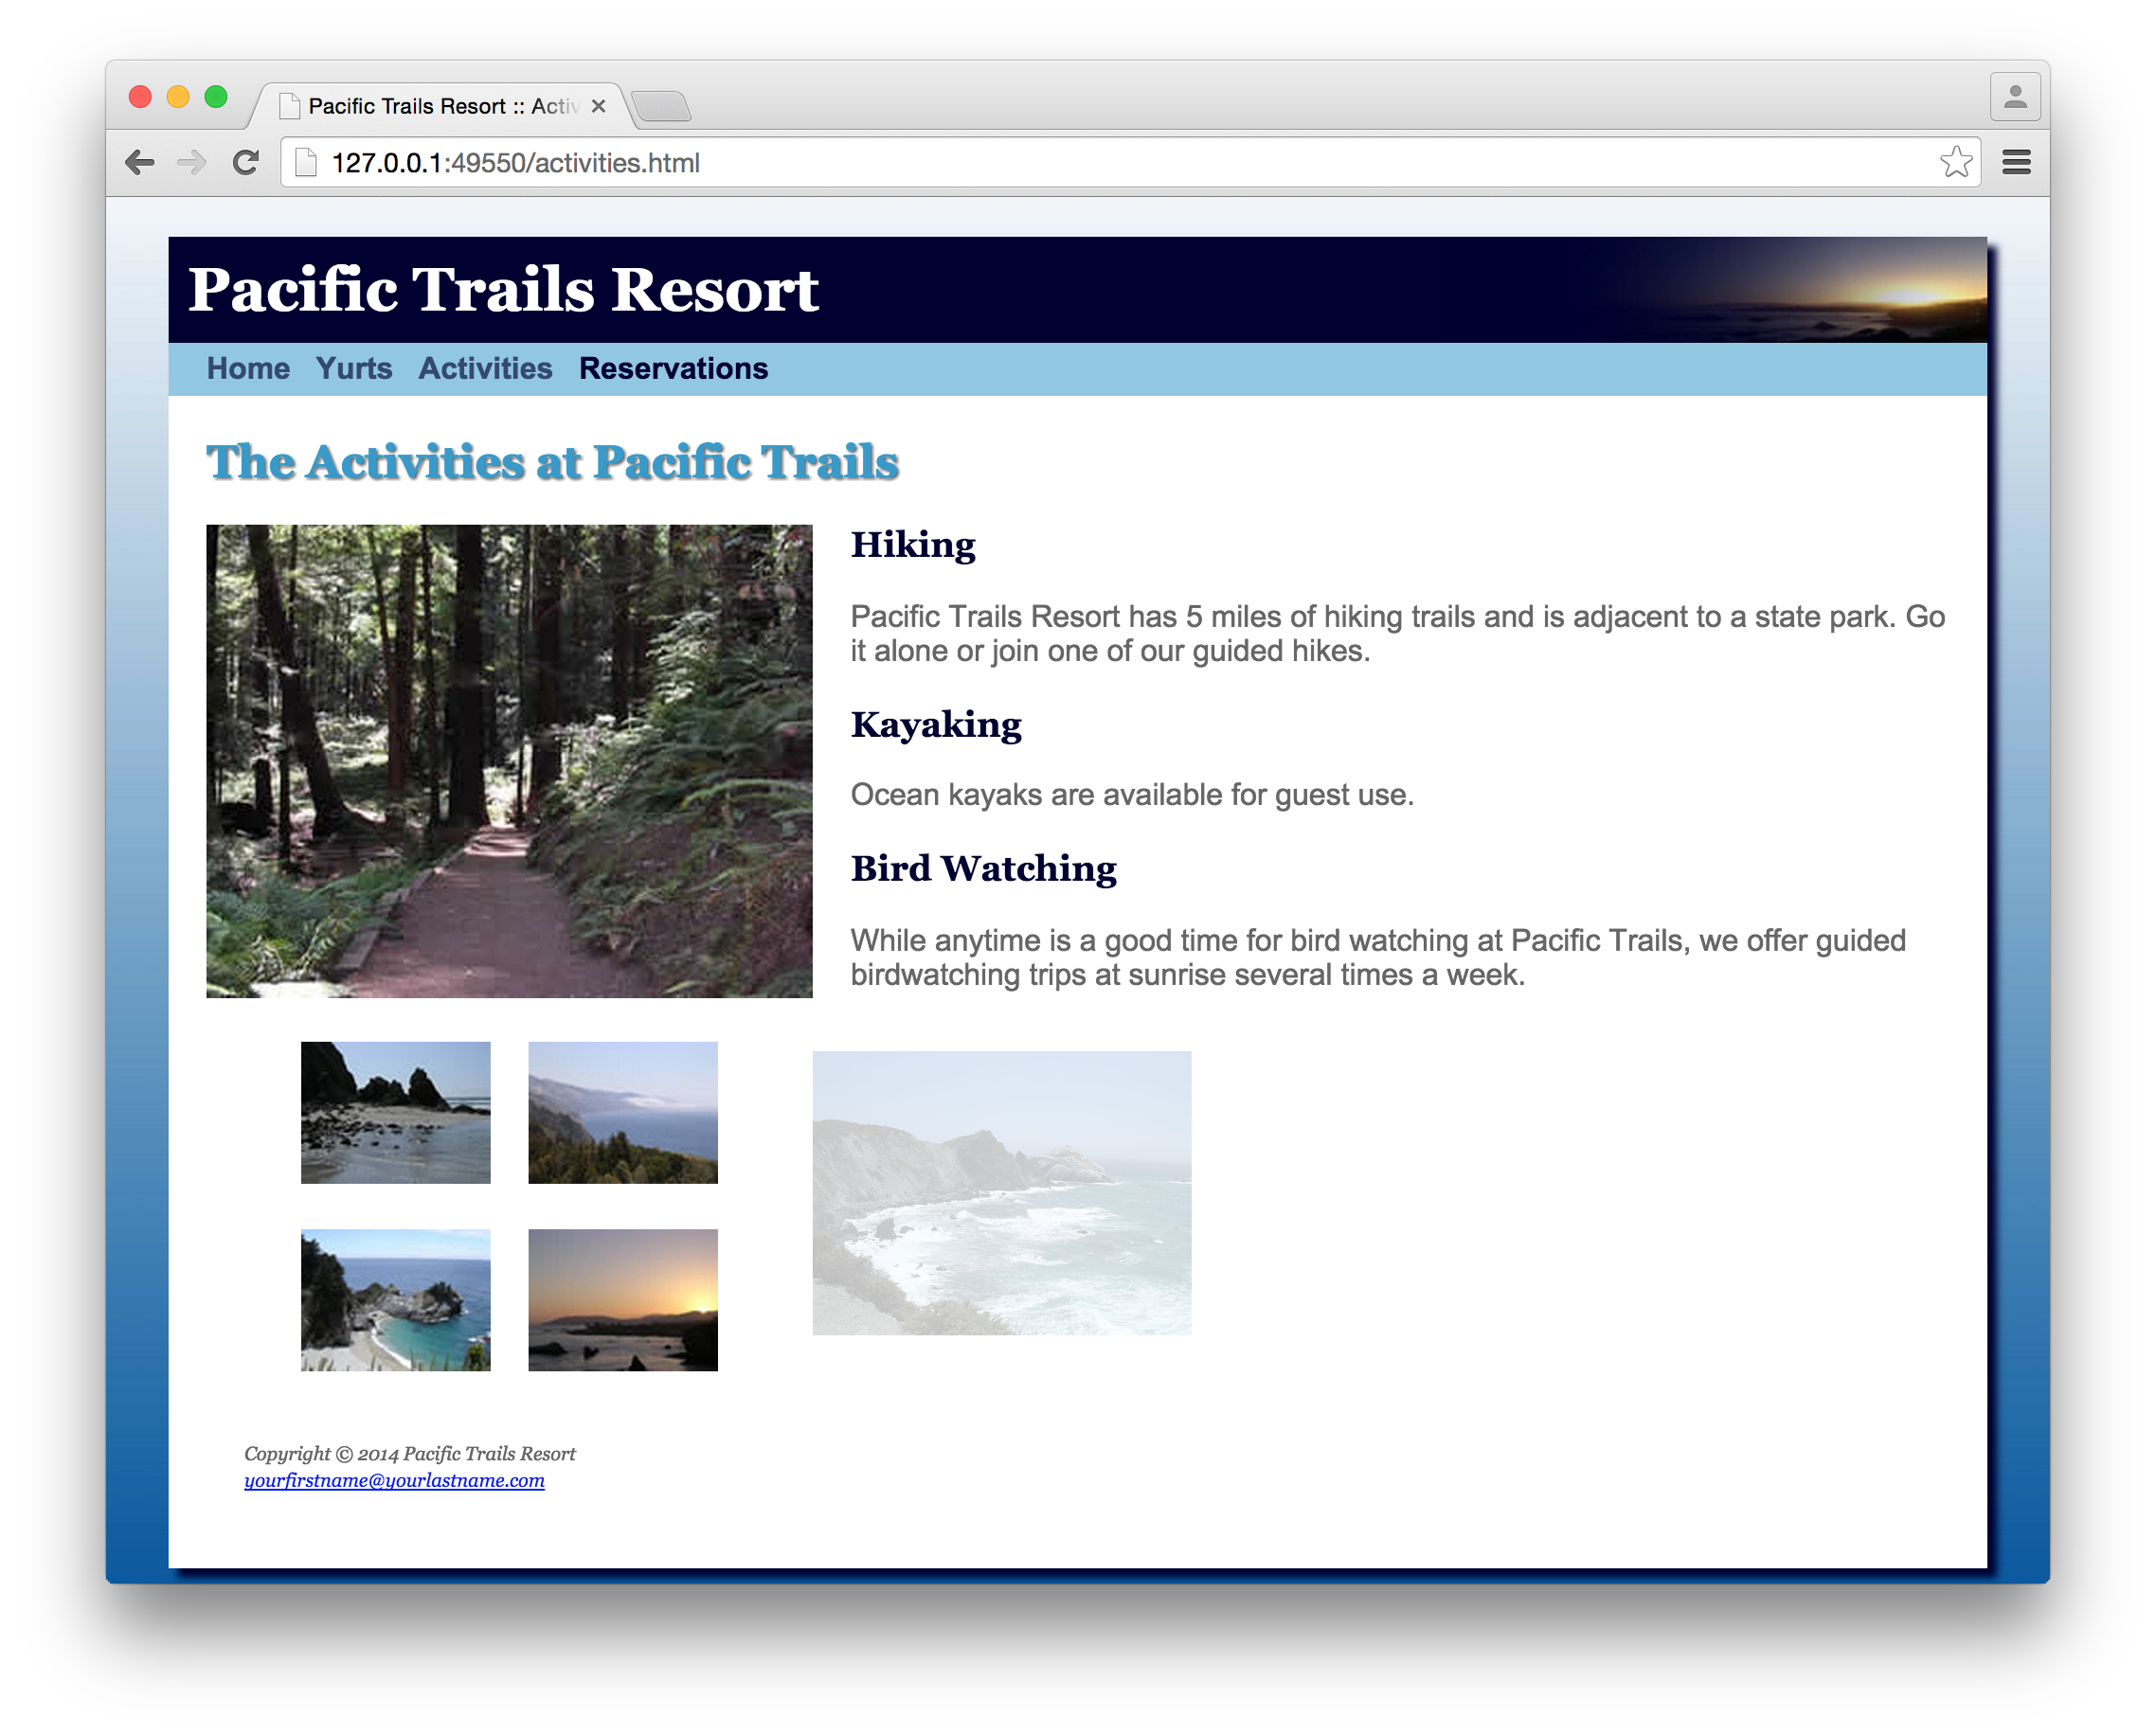 Pacific Trails Resort :: Activ
127.0.0.1:49550/activities.html
Pacific Trails Resort
Home Yurts Activities Reservations
The Activities at Pacific Trails
Hiking
Pacific Trails Resort has 5 miles of hiking trails and is adjacent to a state park. Go
it alone or join one of our guided hikes.
Kayaking
Ocean kayaks are available for guest use.
Bird Watching
While anytime is a good time for bird watching at Pacific Trails, we offer guided
birdwatching trips at sunrise several times a week.
Copyright © 2014 Pacific Trails Resort
yourfirstname@yourlastname.com